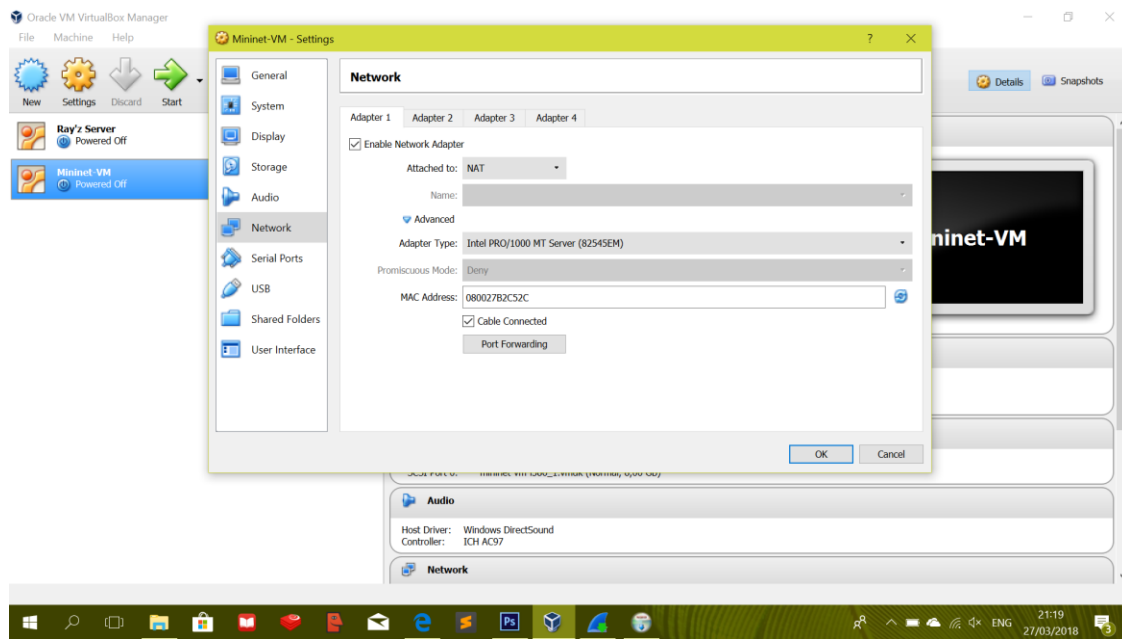 Oracle VM VirtualBox Manager
File Machine Help
New Settings Discard Start
Details Snapshots
Ray'z Server
Powered Off
Mininet-VM
Powered Off
Mininet-VM - Settings
?
General
System
Display
Storage
Audio
Network
Serial Ports
USB
Shared Folders
User Interface
Network
Adapter 1 Adapter 2 Adapter 3 Adapter 4
Enable Network Adapter
Attached to: NAT
Name:
Advanced
Adapter Type: Intel PRO/1000 MT Server (82545EM)
Promiscuous Mode: Deny
MAC Address: 080027B2C52C
Cable Connected
Port Forwarding
OK Cancel
ninet-VM
Audio
Host Driver: Windows DirectSound
Controller: ICH AC97
Network
Ps
ENG
21:19
27/03/2018
3